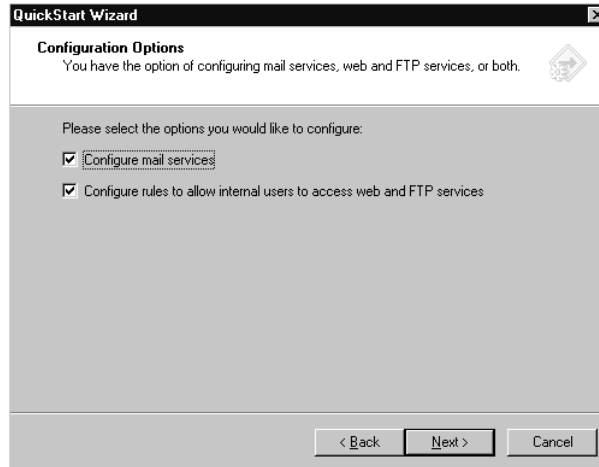 QuickStart Wizard
Configuration Options
You have the option of configuring mail services, web and FTP services, or both.
Please select the options you would like to configure:
Configure mail services
Configure rules to allow internal users to access web and FTP services
< Back
Next >
Cancel